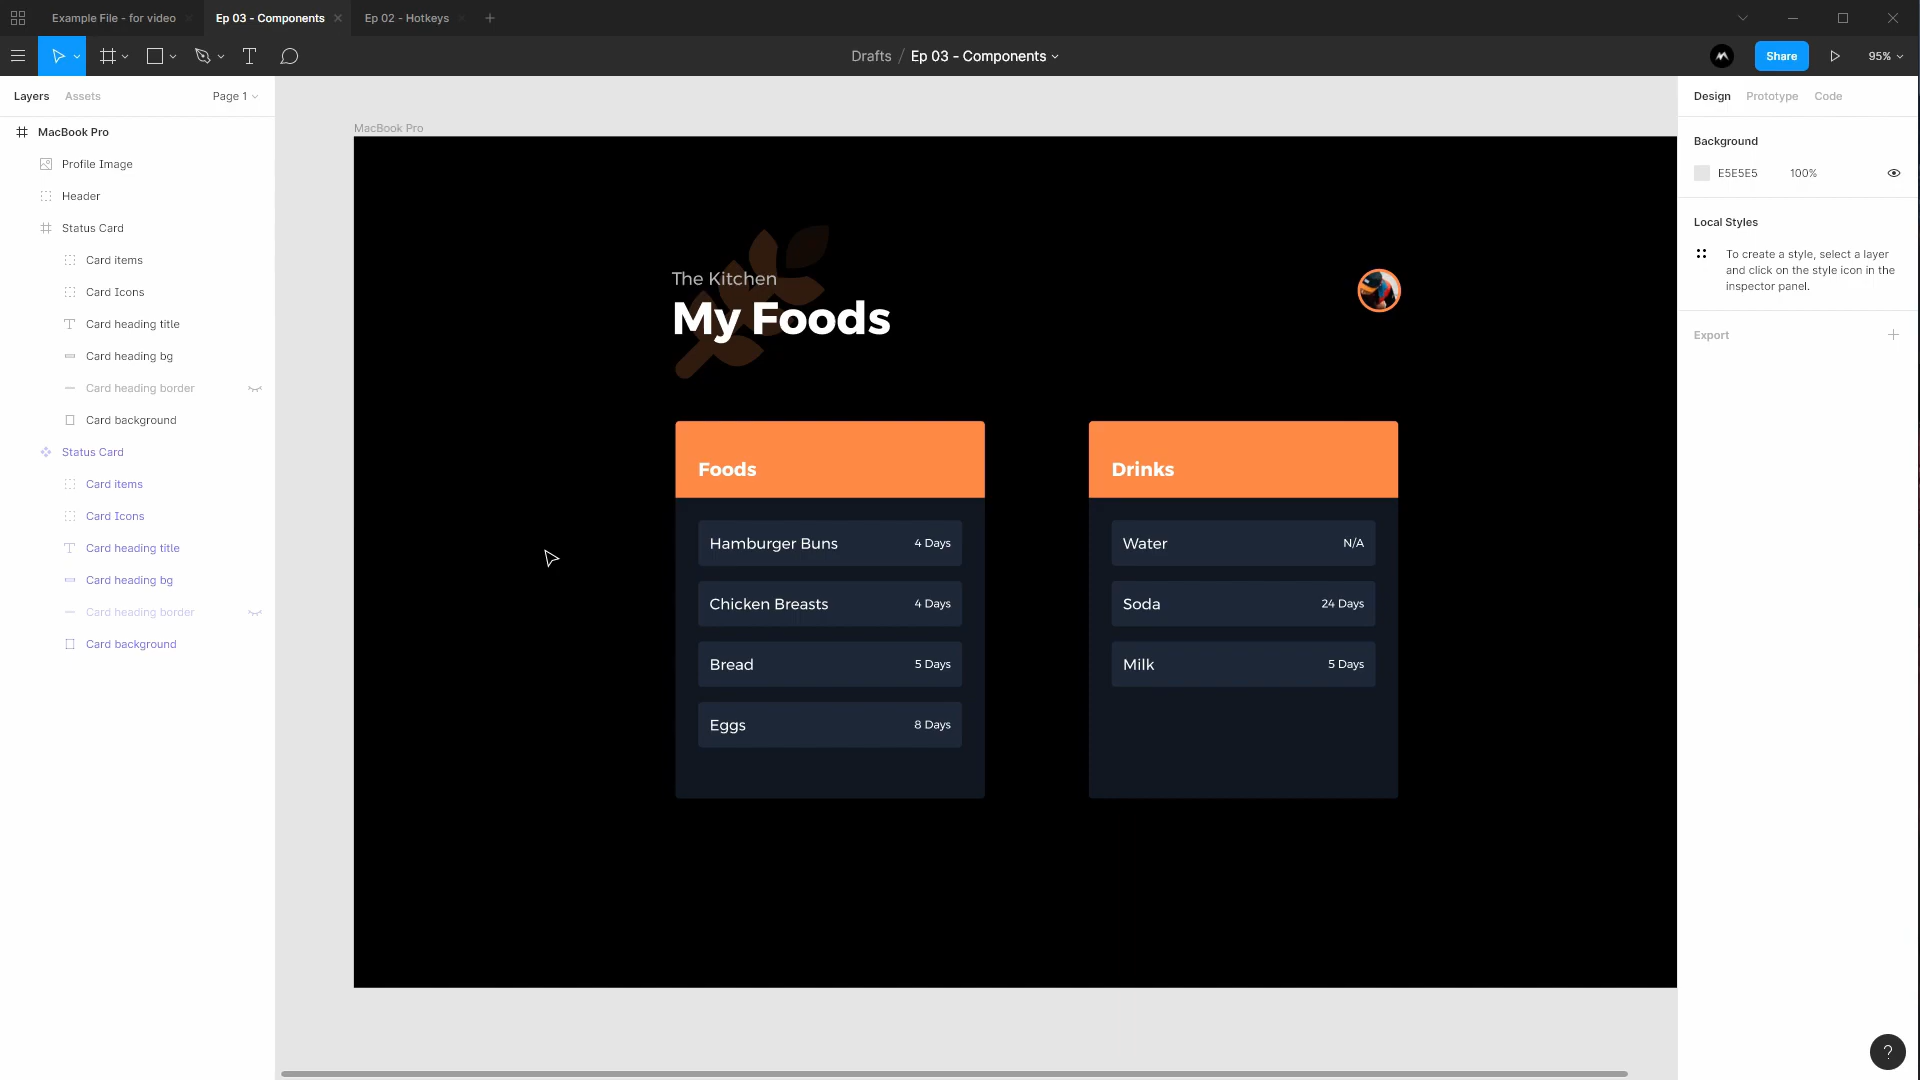 Example File - for video
Ep 03 - Components
Ep 02 - Hotkeys
Drafts / Ep 03 - Components
Share
95%
Layers
Assets
Page 1
MacBook Pro
Profile Image
Header
Status Card
Card items
Card Icons
Card heading title
Card heading bg
Card heading border
Card background
Status Card
Card items
Card Icons
Card heading title
Card heading bg
Card heading border
Card background
MacBook Pro
The Kitchen
My Foods
Foods
Hamburger Buns 4 Days
Chicken Breasts 4 Days
Bread 5 Days
Eggs 8 Days
Drinks
Water N/A
Soda 24 Days
Milk 5 Days
Design
Prototype
Code
Background
E5E5E5 100%
Local Styles
To create a style, select a layer
and click on the style icon in the
inspector panel.
Export
?